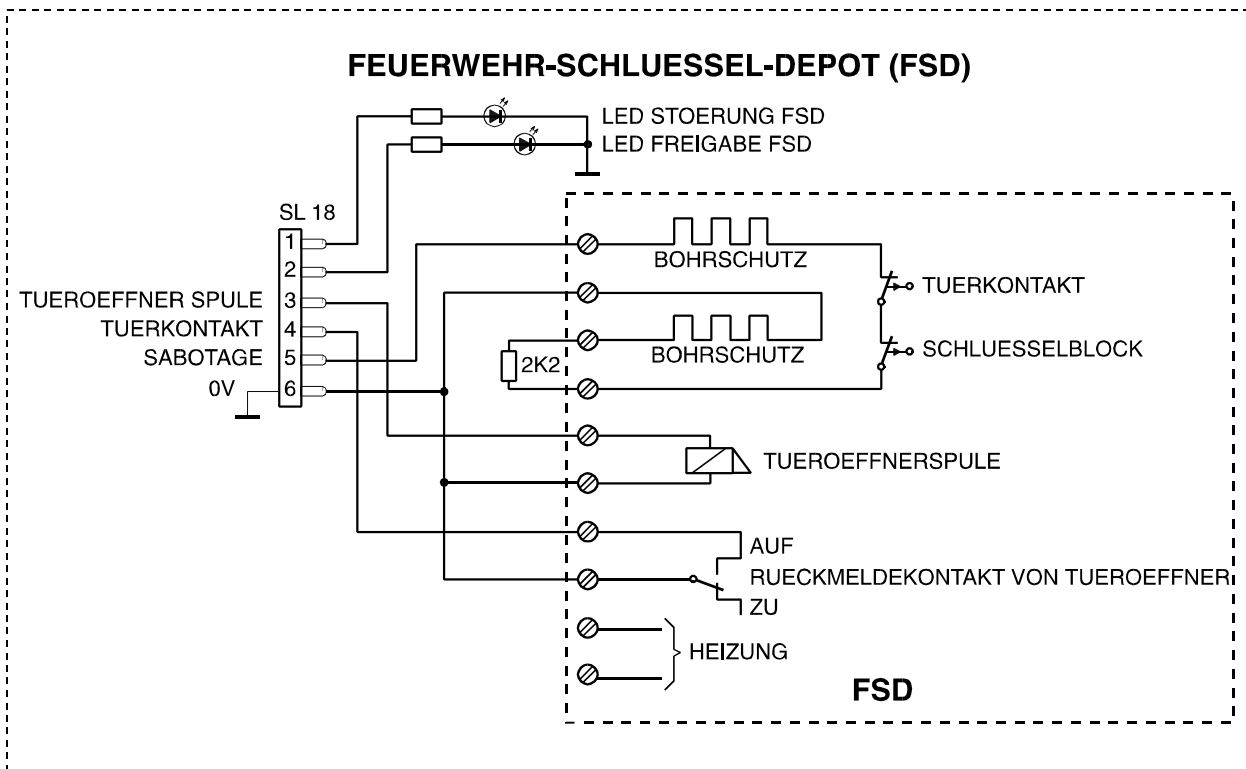 FEUERWEHR-SCHLUESSEL-DEPOT (FSD)
LED STOERUNG FSD
LED FREIGABE FSD
SL 18
1
2
TUEROEFFNER SPULE 3
TUERKONTAKT 4
SABOTAGE 5
0V 6
BOHRSCHUTZ
TUERKONTAKT
BOHRSCHUTZ
SCHLUESSELBLOCK
2K2
TUEROEFFNERSPULE
AUF
RUECKMELDEKONTAKT VON TUEROEFFNER
ZU
HEIZUNG
FSD